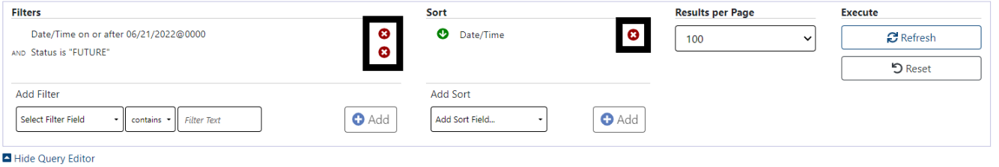 Filters
Date/Time on or after 06/21/2022@0000
AND Status is "FUTURE"
Add Filter
Select Filter Field
contains
Filter Text
Add
Sort
Date/Time
Add Sort
Add Sort Field...
Add
Results per Page
100
Execute
Refresh
Reset
Hide Query Editor